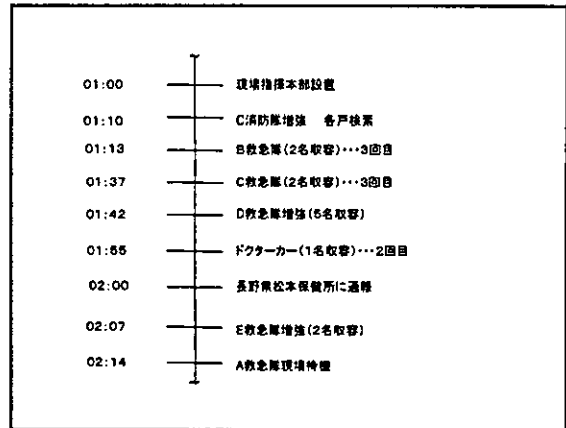 01:00 現場指揮本部設置
01:10 C消防隊増強 各戸検索
01:13 B救急隊(2名収容)・・・3回目
01:37 C救急隊(2名収容)・・・3回目
01:42 D救急隊増強(5名収容)
01:55 ドクターカー(1名収容)・・・2回目
02:00 長野県松本保健所に通報
02:07 E救急隊増強(2名収容)
02:14 A救急隊現場待機